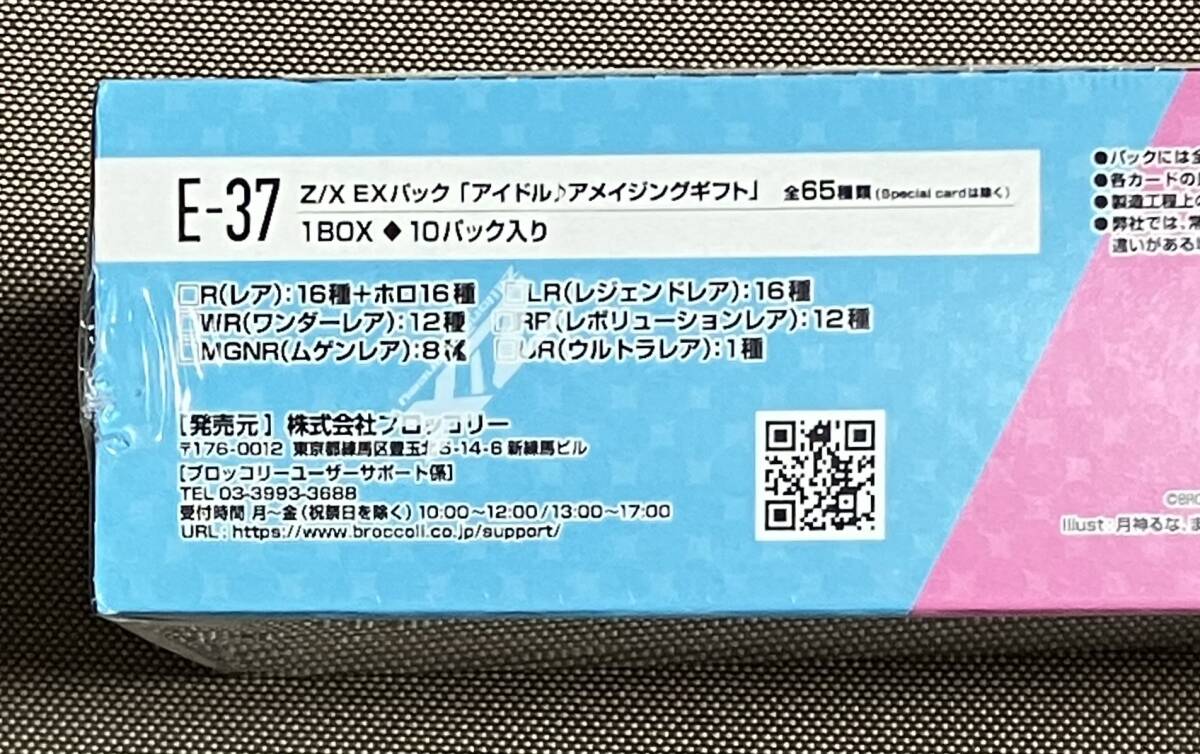 E-37
Z/X EXパック「アイドル♪アメイジングギフト」 全65種類(Special cardは除く)
1BOX ◆ 10パック入り
□R(レア):16種+ホロ16種 □LR(レジェンドレア):16種
□WR(ワンダーレア):12種 □RR(レボリューションレア):12種
□MGNR(ムゲンレア):8種 □UR(ウルトラレア):1種
[発売元] 株式会社ブロッコリー
〒176-0012 東京都練馬区豊玉北5-14-6 新練馬ビル
[ブロッコリーユーザーサポート係]
TEL 03-3993-3688
受付時間 月~金(祝祭日を除く)10:00~12:00/13:00~17:00
URL:https://www.broccoli.co.jp/support/
●パックには全
●各カードの
●製造工程上の
●弊社では、常
違いがある
©BRO
Illust:月神るな、ま